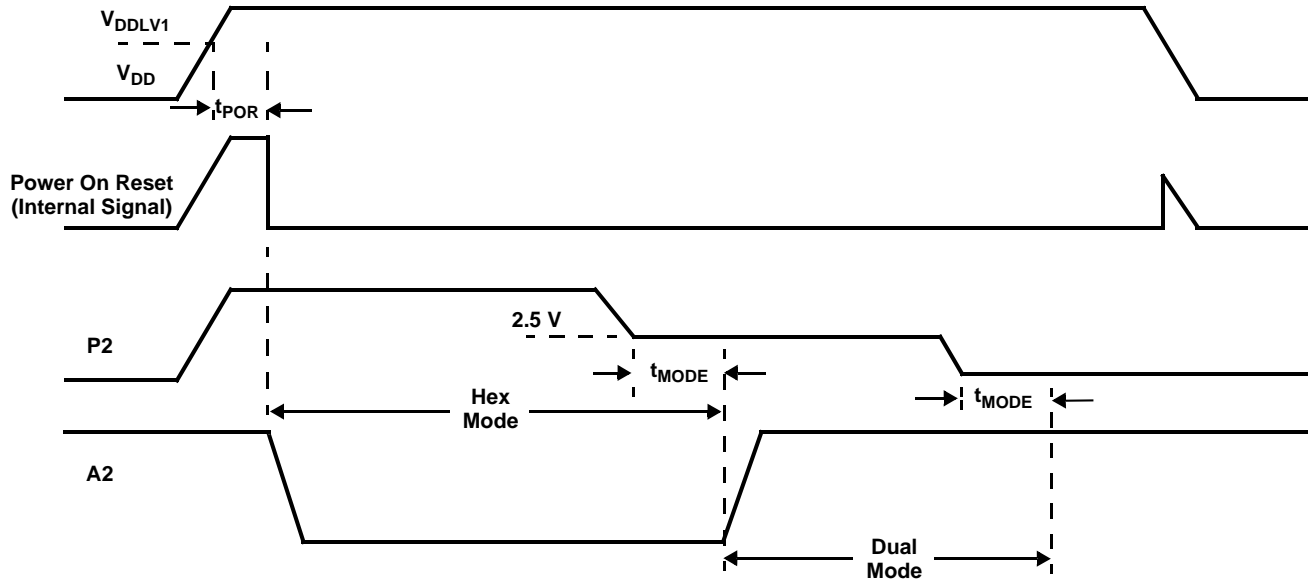 VDDLV1
VDD
tPOR
Power On Reset
(Internal Signal)
2.5 V
P2
tMODE
tMODE
Hex
Mode
A2
Dual
Mode